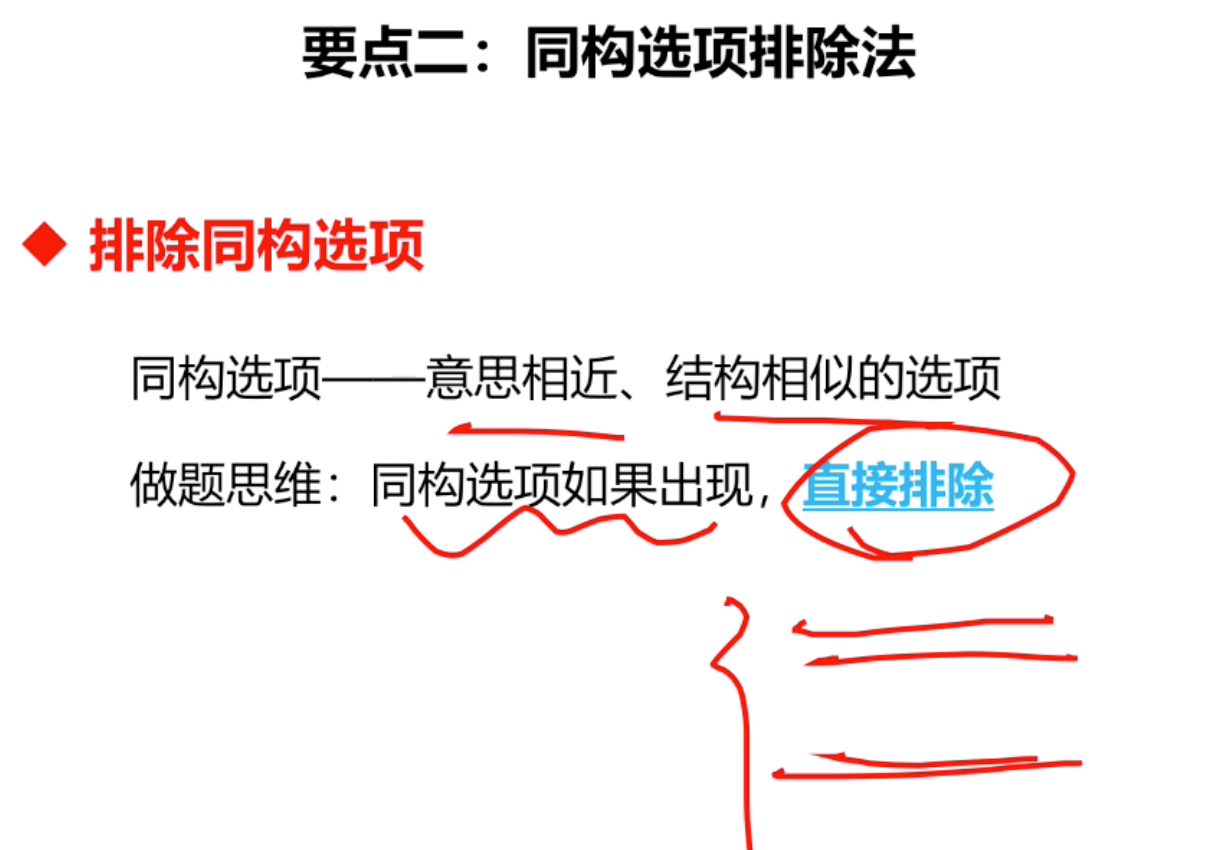 要点二：同构选项排除法
◆ 排除同构选项
同构选项——意思相近、结构相似的选项
做题思维：同构选项如果出现，直接排除